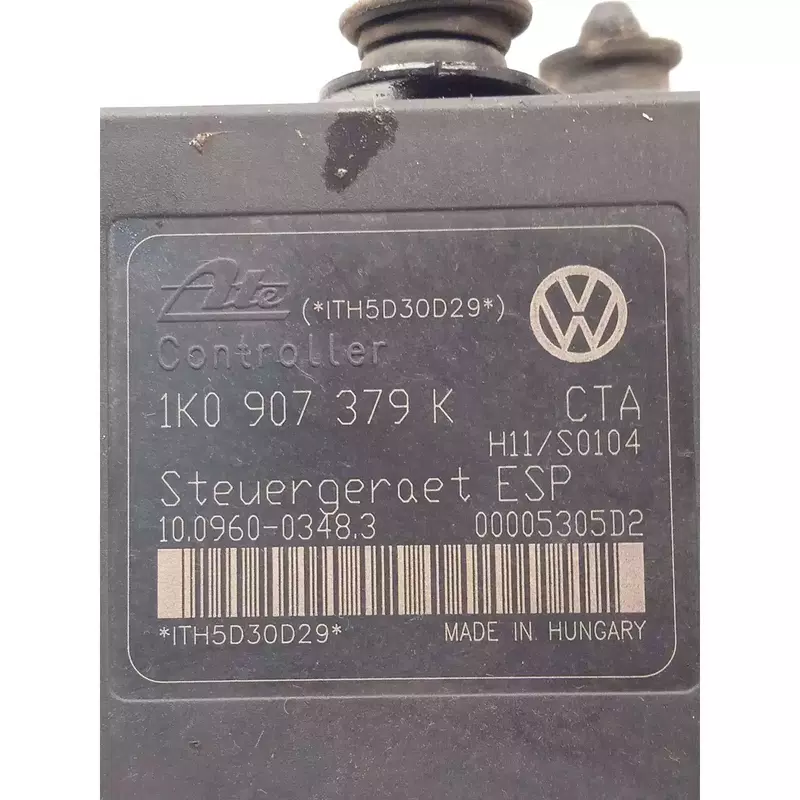 Ate (*ITH5D30D29*)
Controller
1K0 907 379 K CTA
H11/S0104
Steuergeraet ESP
10.0960-0348.3 00005305D2
*ITH5D30D29* MADE IN HUNGARY